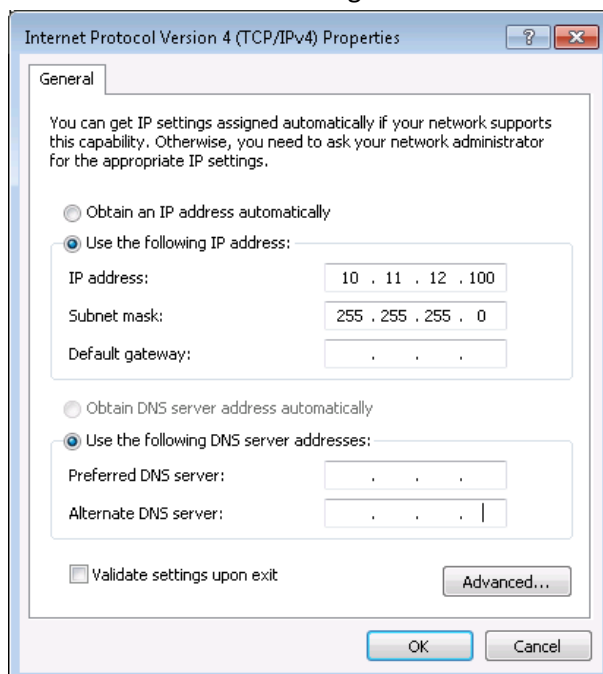 Internet Protocol Version 4 (TCP/IPv4) Properties
General
You can get IP settings assigned automatically if your network supports
this capability. Otherwise, you need to ask your network administrator
for the appropriate IP settings.
Obtain an IP address automatically
Use the following IP address:
IP address: 10 . 11 . 12 . 100
Subnet mask: 255 . 255 . 255 . 0
Default gateway: . . .
Obtain DNS server address automatically
Use the following DNS server addresses:
Preferred DNS server: . . .
Alternate DNS server: . . .
Validate settings upon exit
Advanced...
OK Cancel